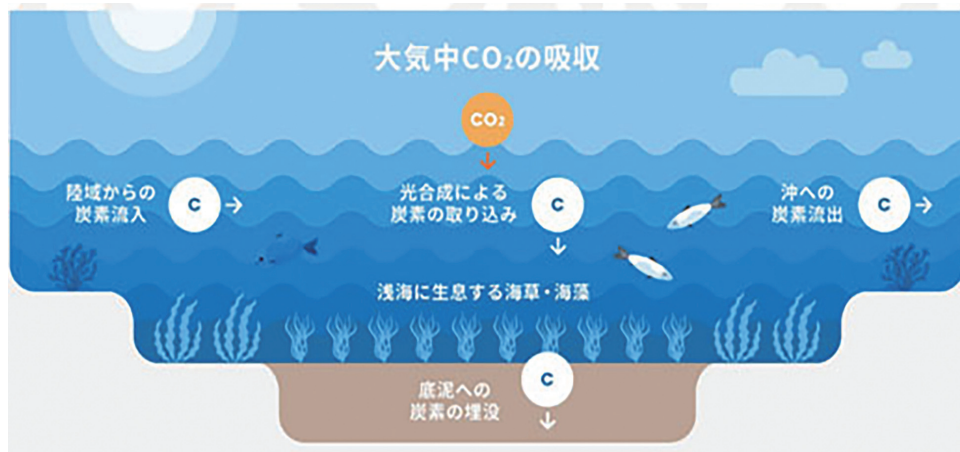 大気中CO₂の吸収
CO₂
陸域からの
炭素流入
C
光合成による
炭素の取り込み
C
沖への
炭素流出
C
浅海に生息する海草・海藻
底泥への
炭素の埋没
C